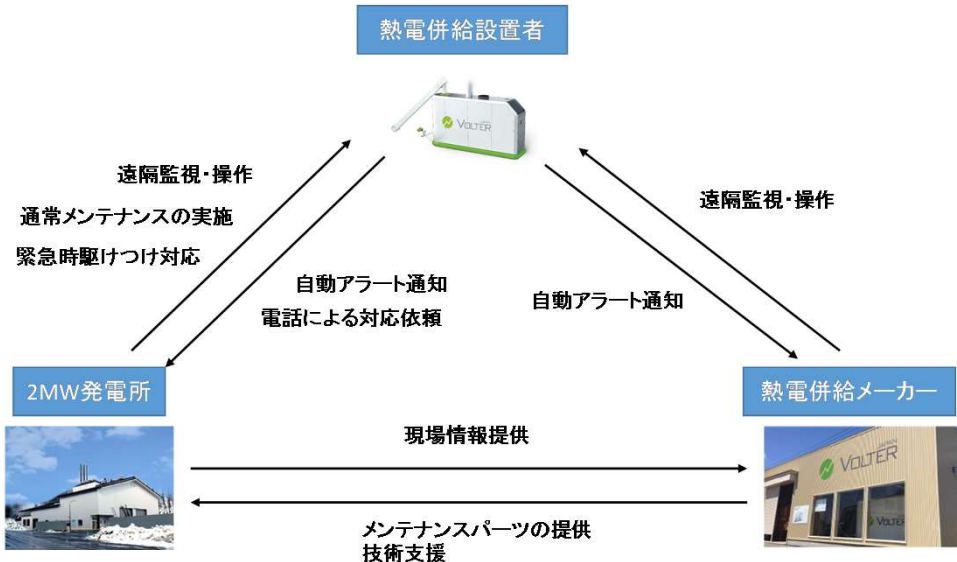 熱電併給設置者
JAPAN
VOLTER
遠隔監視・操作
通常メンテナンスの実施
緊急時駆けつけ対応
遠隔監視・操作
自動アラート通知
電話による対応依頼
自動アラート通知
2MW発電所
熱電併給メーカー
現場情報提供
JAPAN
VOLTER
VOLTER
メンテナンスパーツの提供
技術支援